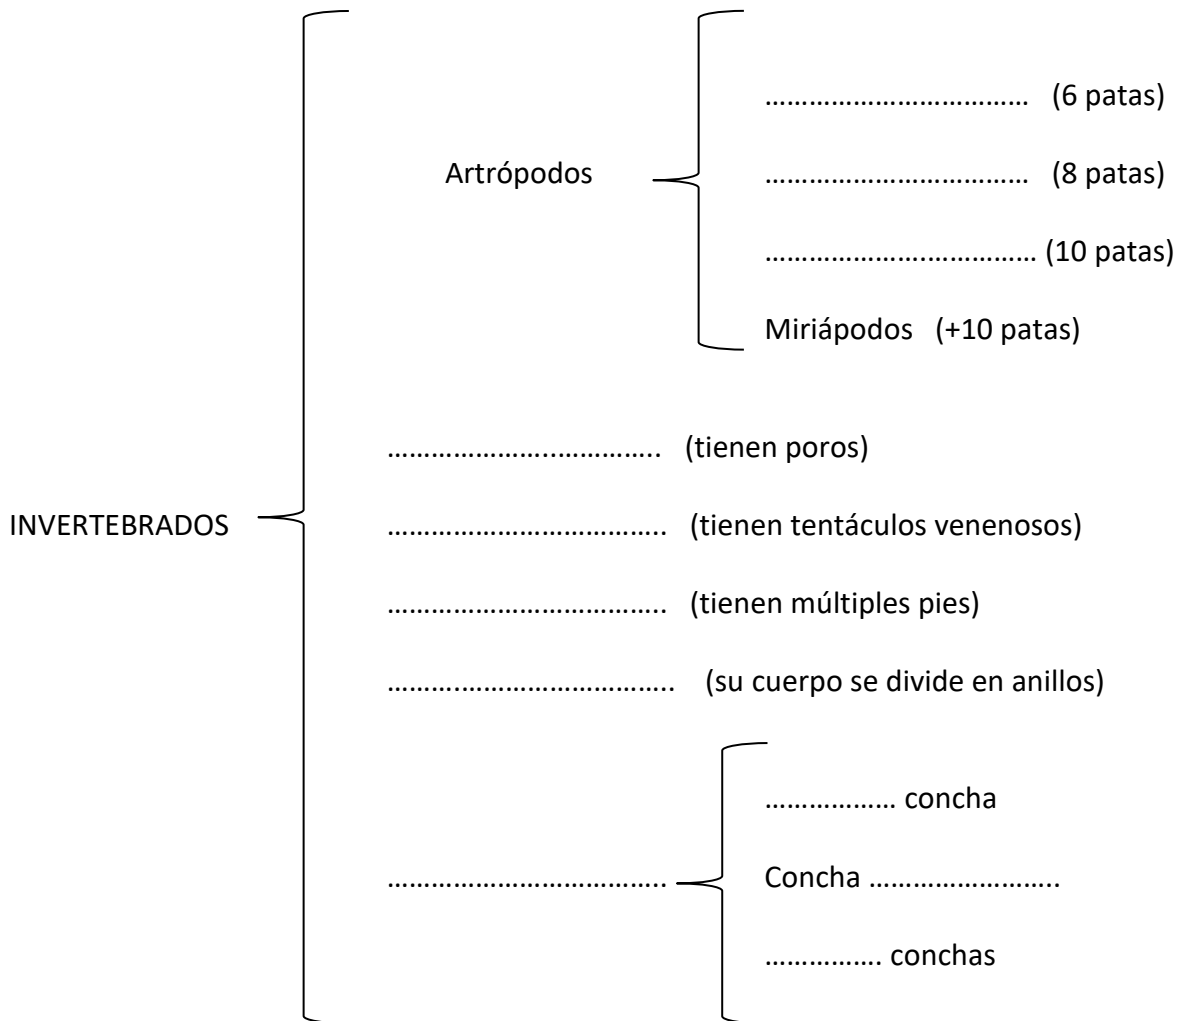 ………………………………  (6 patas)
Artrópodos  ………………………………  (8 patas)
………………….…………… (10 patas)
Miriápodos  (+10 patas)
…………………..…………..  (tienen poros)
INVERTEBRADOS  ………………………………..  (tienen tentáculos venenosos)
………………………………..  (tienen múltiples pies)
……….………………………..  (su cuerpo se divide en anillos)
……………… concha
………………………………..  Concha ……………………..
……………. conchas